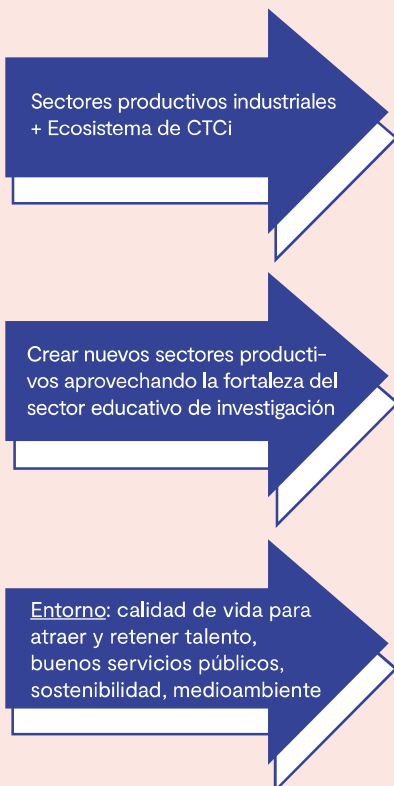 Sectores productivos industriales
+ Ecosistema de CTCi
Crear nuevos sectores producti-
vos aprovechando la fortaleza del
sector educativo de investigación
Entorno: calidad de vida para
atraer y retener talento,
buenos servicios públicos,
sostenibilidad, medioambiente